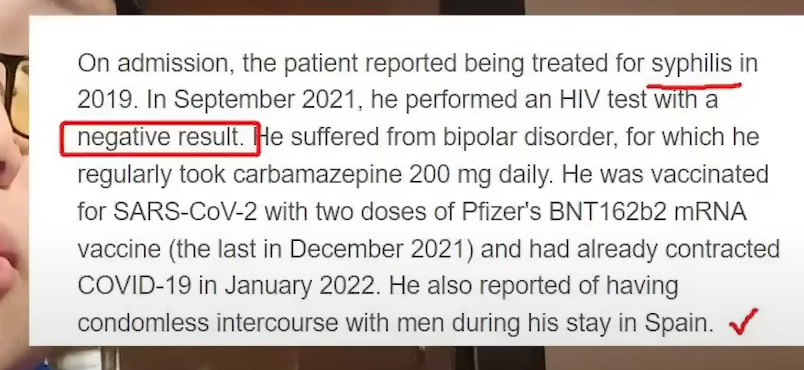 On admission, the patient reported being treated for syphilis in
2019. In September 2021, he performed an HIV test with a
negative result. He suffered from bipolar disorder, for which he
regularly took carbamazepine 200 mg daily. He was vaccinated
for SARS-CoV-2 with two doses of Pfizer's BNT162b2 mRNA
vaccine (the last in December 2021) and had already contracted
COVID-19 in January 2022. He also reported of having
condomless intercourse with men during his stay in Spain.